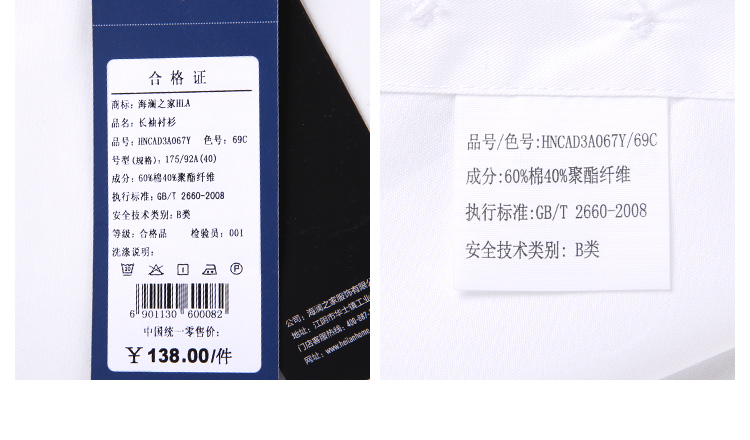 合格证
商标: 海澜之家HLA
品名: 长袖衬衫
品号: HNCAD3A067Y 色号: 69C
号型(规格): 175/92A(40)
成分: 60%棉40%聚酯纤维
执行标准: GB/T 2660-2008
安全技术类别: B类
等级: 合格品 检验员: 001
洗涤说明:
6 901130 600082
中国统一零售价:
¥ 138.00/件
公司: 海澜之家服饰有限公
地址: 江阴市华士镇工业
门店客服热线: 400-887-
网址: www.heilanhome
品号/色号:HNCAD3A067Y/69C
成分:60%棉40%聚酯纤维
执行标准:GB/T 2660-2008
安全技术类别: B类